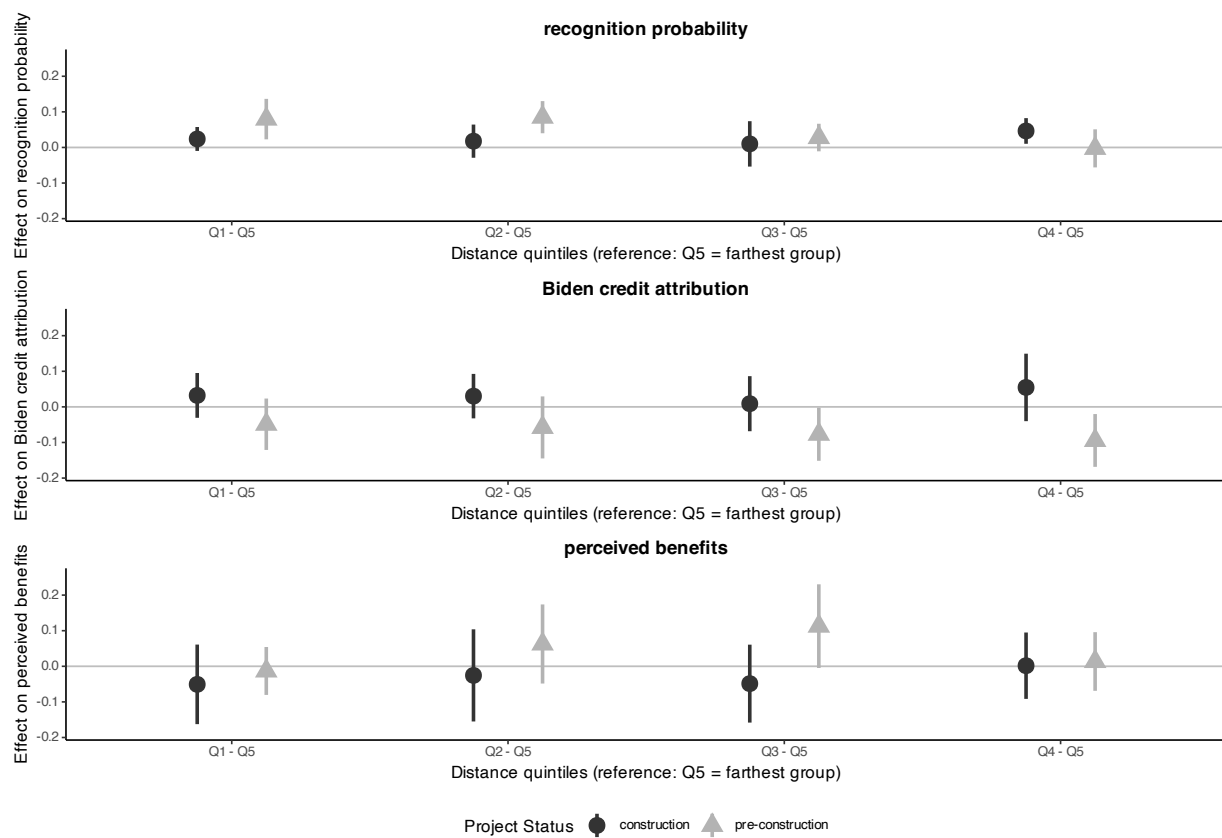 recognition probability
Effect on recognition probability
0.2
0.1
0.0
-0.1
-0.2
Q1 - Q5
Q2 - Q5
Q3 - Q5
Q4 - Q5
Distance quintiles (reference: Q5 = farthest group)
Biden credit attribution
Effect on Biden credit attribution
0.2
0.1
0.0
-0.1
-0.2
Q1 - Q5
Q2 - Q5
Q3 - Q5
Q4 - Q5
Distance quintiles (reference: Q5 = farthest group)
perceived benefits
Effect on perceived benefits
0.2
0.1
0.0
-0.1
-0.2
Q1 - Q5
Q2 - Q5
Q3 - Q5
Q4 - Q5
Distance quintiles (reference: Q5 = farthest group)
Project Status construction pre-construction